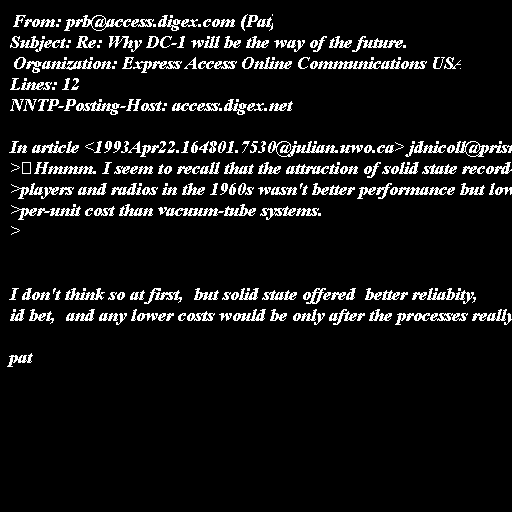 From: prb@access.digex.com (Pat)
Subject: Re: Why DC-1 will be the way of the future.
Organization: Express Access Online Communications USA
Lines: 12
NNTP-Posting-Host: access.digex.net
In article <1993Apr22.164801.7530@julian.uwo.ca> jdnicoll@pris
> Hmmm. I seem to recall that the attraction of solid state record-
>players and radios in the 1960s wasn't better performance but low
>per-unit cost than vacuum-tube systems.
>
I don't think so at first, but solid state offered better reliabity,
id bet, and any lower costs would be only after the processes really
pat